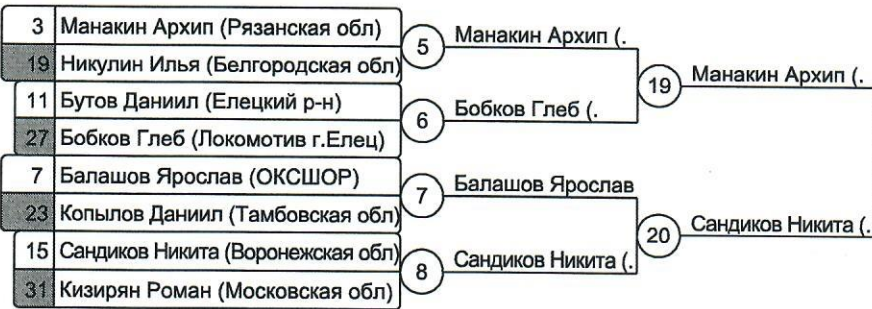 3 Манакин Архип (Рязанская обл)
19 Никулин Илья (Белгородская обл)
5 Манакин Архип (.
11 Бутов Даниил (Елецкий р-н)
27 Бобков Глеб (Локомотив г.Елец)
6 Бобков Глеб (.
19 Манакин Архип (.
7 Балашов Ярослав (ОКСШОР)
23 Копылов Даниил (Тамбовская обл)
7 Балашов Ярослав
15 Сандиков Никита (Воронежская обл)
31 Кизирян Роман (Московская обл)
8 Сандиков Никита (.
20 Сандиков Никита (.